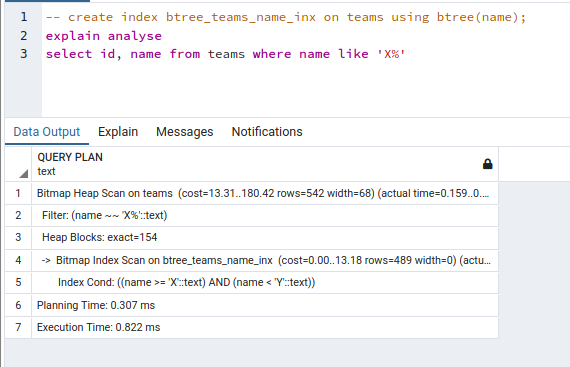 1 -- create index btree_teams_name_inx on teams using btree(name);
2 explain analyse
3 select id, name from teams where name like 'X%'
Data Output Explain Messages Notifications
QUERY PLAN
text
1 Bitmap Heap Scan on teams (cost=13.31..180.42 rows=542 width=68) (actual time=0.159..0....
2 Filter: (name ~~ 'X%'::text)
3 Heap Blocks: exact=154
4 -> Bitmap Index Scan on btree_teams_name_inx (cost=0.00..13.18 rows=489 width=0) (actu...
5 Index Cond: ((name >= 'X'::text) AND (name < 'Y'::text))
6 Planning Time: 0.307 ms
7 Execution Time: 0.822 ms